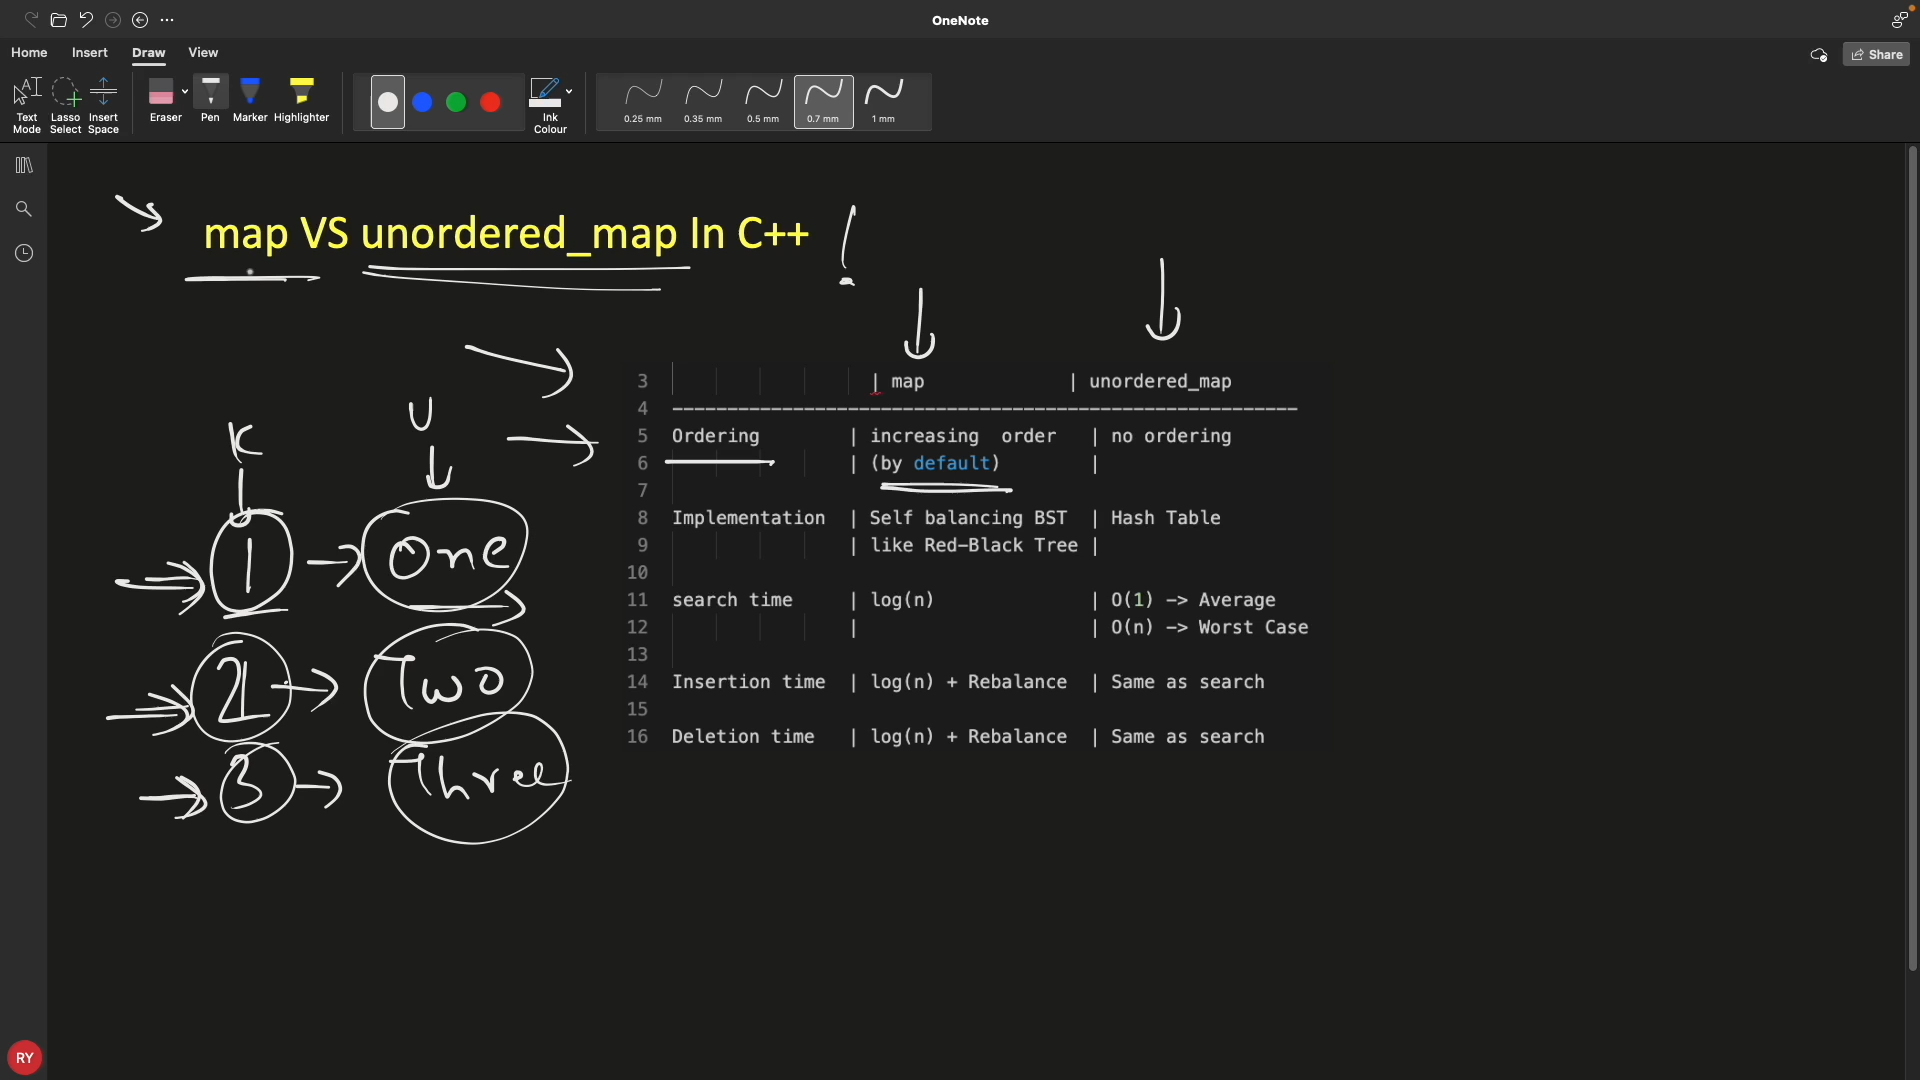 OneNote
Home Insert Draw View
Share
Text Mode
Lasso Select
Insert Space
Eraser
Pen
Marker
Highlighter
Ink Colour
0.25 mm
0.35 mm
0.5 mm
0.7 mm
1 mm
map VS unordered_map In C++ !
K U
1 → One
2 → Two
3 → Three
3 | map | unordered_map
4 ---------------------------------------------------------
5 Ordering | increasing order | no ordering
6 | (by default) |
7
8 Implementation | Self balancing BST | Hash Table
9 | like Red-Black Tree |
10
11 search time | log(n) | O(1) -> Average
12 | | O(n) -> Worst Case
13
14 Insertion time | log(n) + Rebalance | Same as search
15
16 Deletion time | log(n) + Rebalance | Same as search
RY